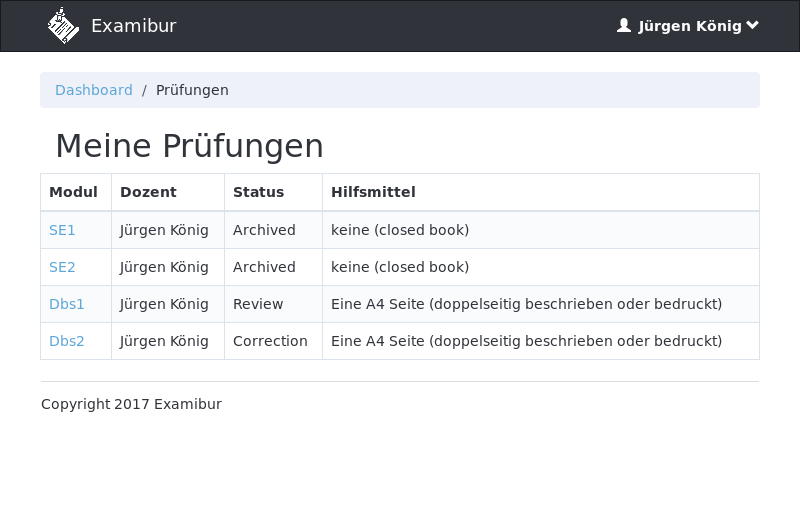 Examibur
Jürgen König
Dashboard / Prüfungen
Meine Prüfungen
Modul Dozent Status Hilfsmittel
SE1 Jürgen König Archived keine (closed book)
SE2 Jürgen König Archived keine (closed book)
Dbs1 Jürgen König Review Eine A4 Seite (doppelseitig beschrieben oder bedruckt)
Dbs2 Jürgen König Correction Eine A4 Seite (doppelseitig beschrieben oder bedruckt)
Copyright 2017 Examibur